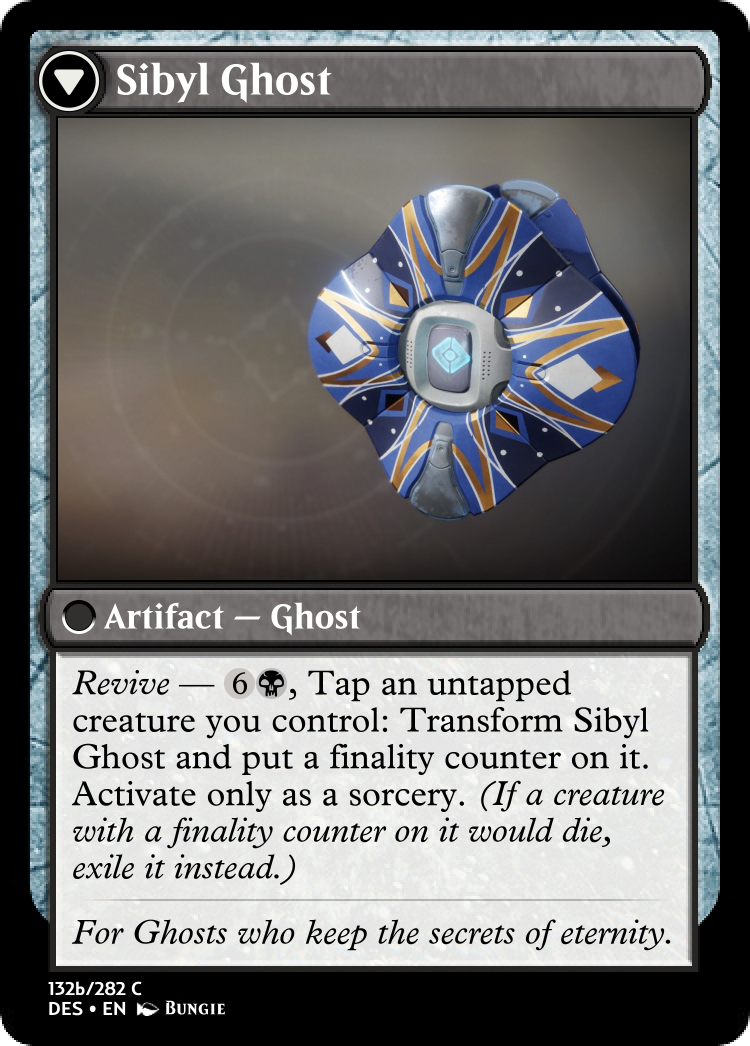 Sibyl Ghost
Artifact — Ghost
Revive — 6, Tap an untapped
creature you control: Transform Sibyl
Ghost and put a finality counter on it.
Activate only as a sorcery. (If a creature
with a finality counter on it would die,
exile it instead.)
For Ghosts who keep the secrets of eternity.
132b/282 C
DES • EN Bungie